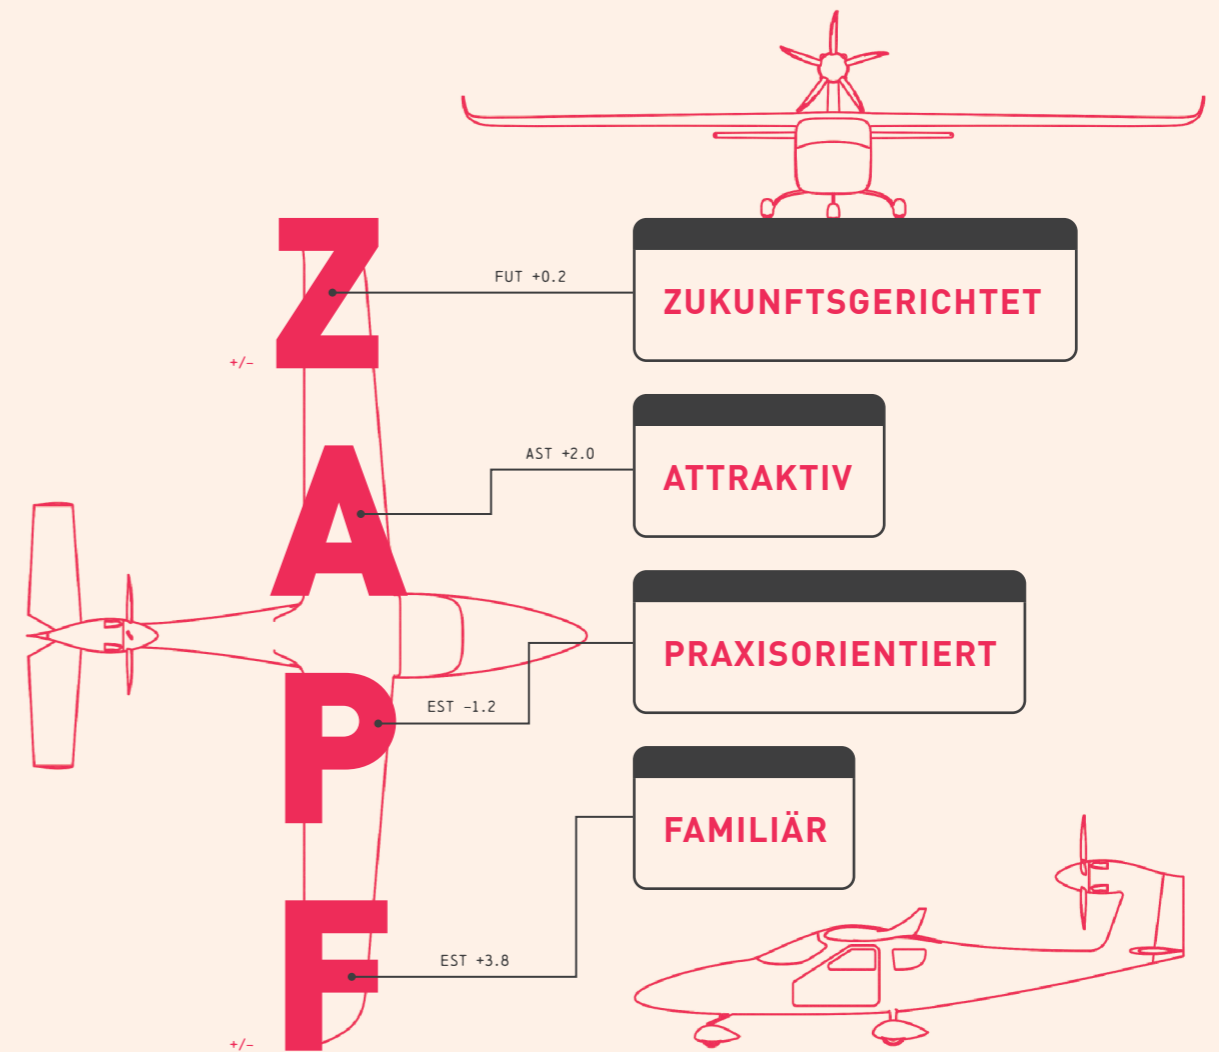 Z
FUT +0.2
ZUKUNFTSGERICHTET
+/-
A
AST +2.0
ATTRAKTIV
P
EST -1.2
PRAXISORIENTIERT
F
EST +3.8
FAMILIÄR
+/-